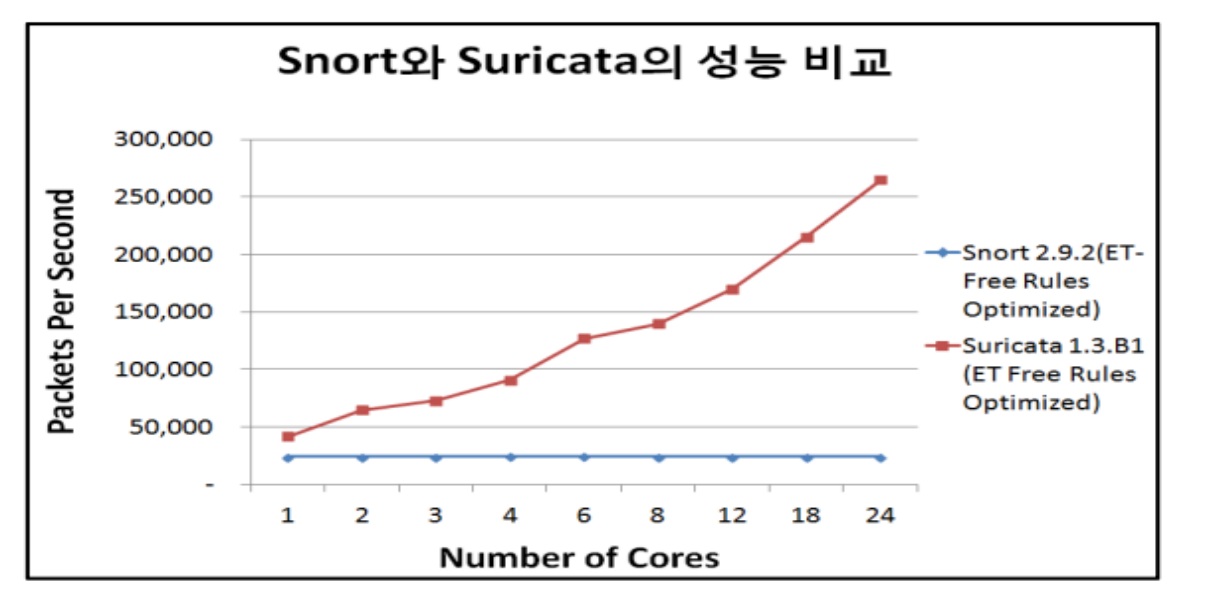 Snort와 Suricata의 성능 비교
300,000
250,000
200,000
150,000
100,000
50,000
-
Packets Per Second
1 2 3 4 6 8 12 18 24
Number of Cores
Snort 2.9.2(ET-
Free Rules
Optimized)
Suricata 1.3.B1
(ET Free Rules
Optimized)